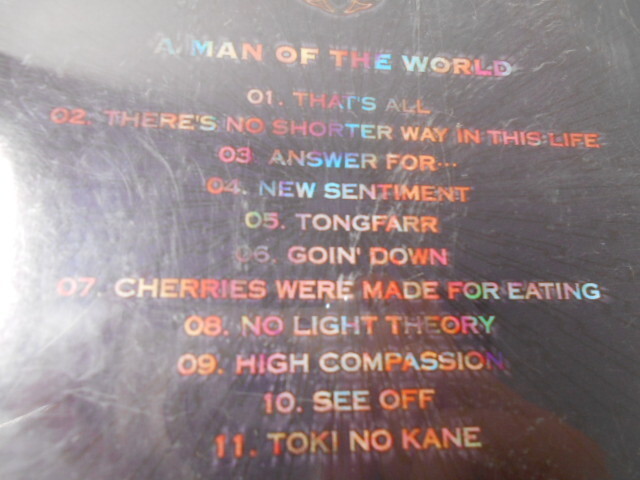 A MAN OF THE WORLD
01. THAT'S ALL
02. THERE'S NO SHORTER WAY IN THIS LIFE
03. ANSWER FOR...
04. NEW SENTIMENT
05. TONGFARR
06. GOIN' DOWN
07. CHERRIES WERE MADE FOR EATING
08. NO LIGHT THEORY
09. HIGH COMPASSION
10. SEE OFF
11. TOKI NO KANE